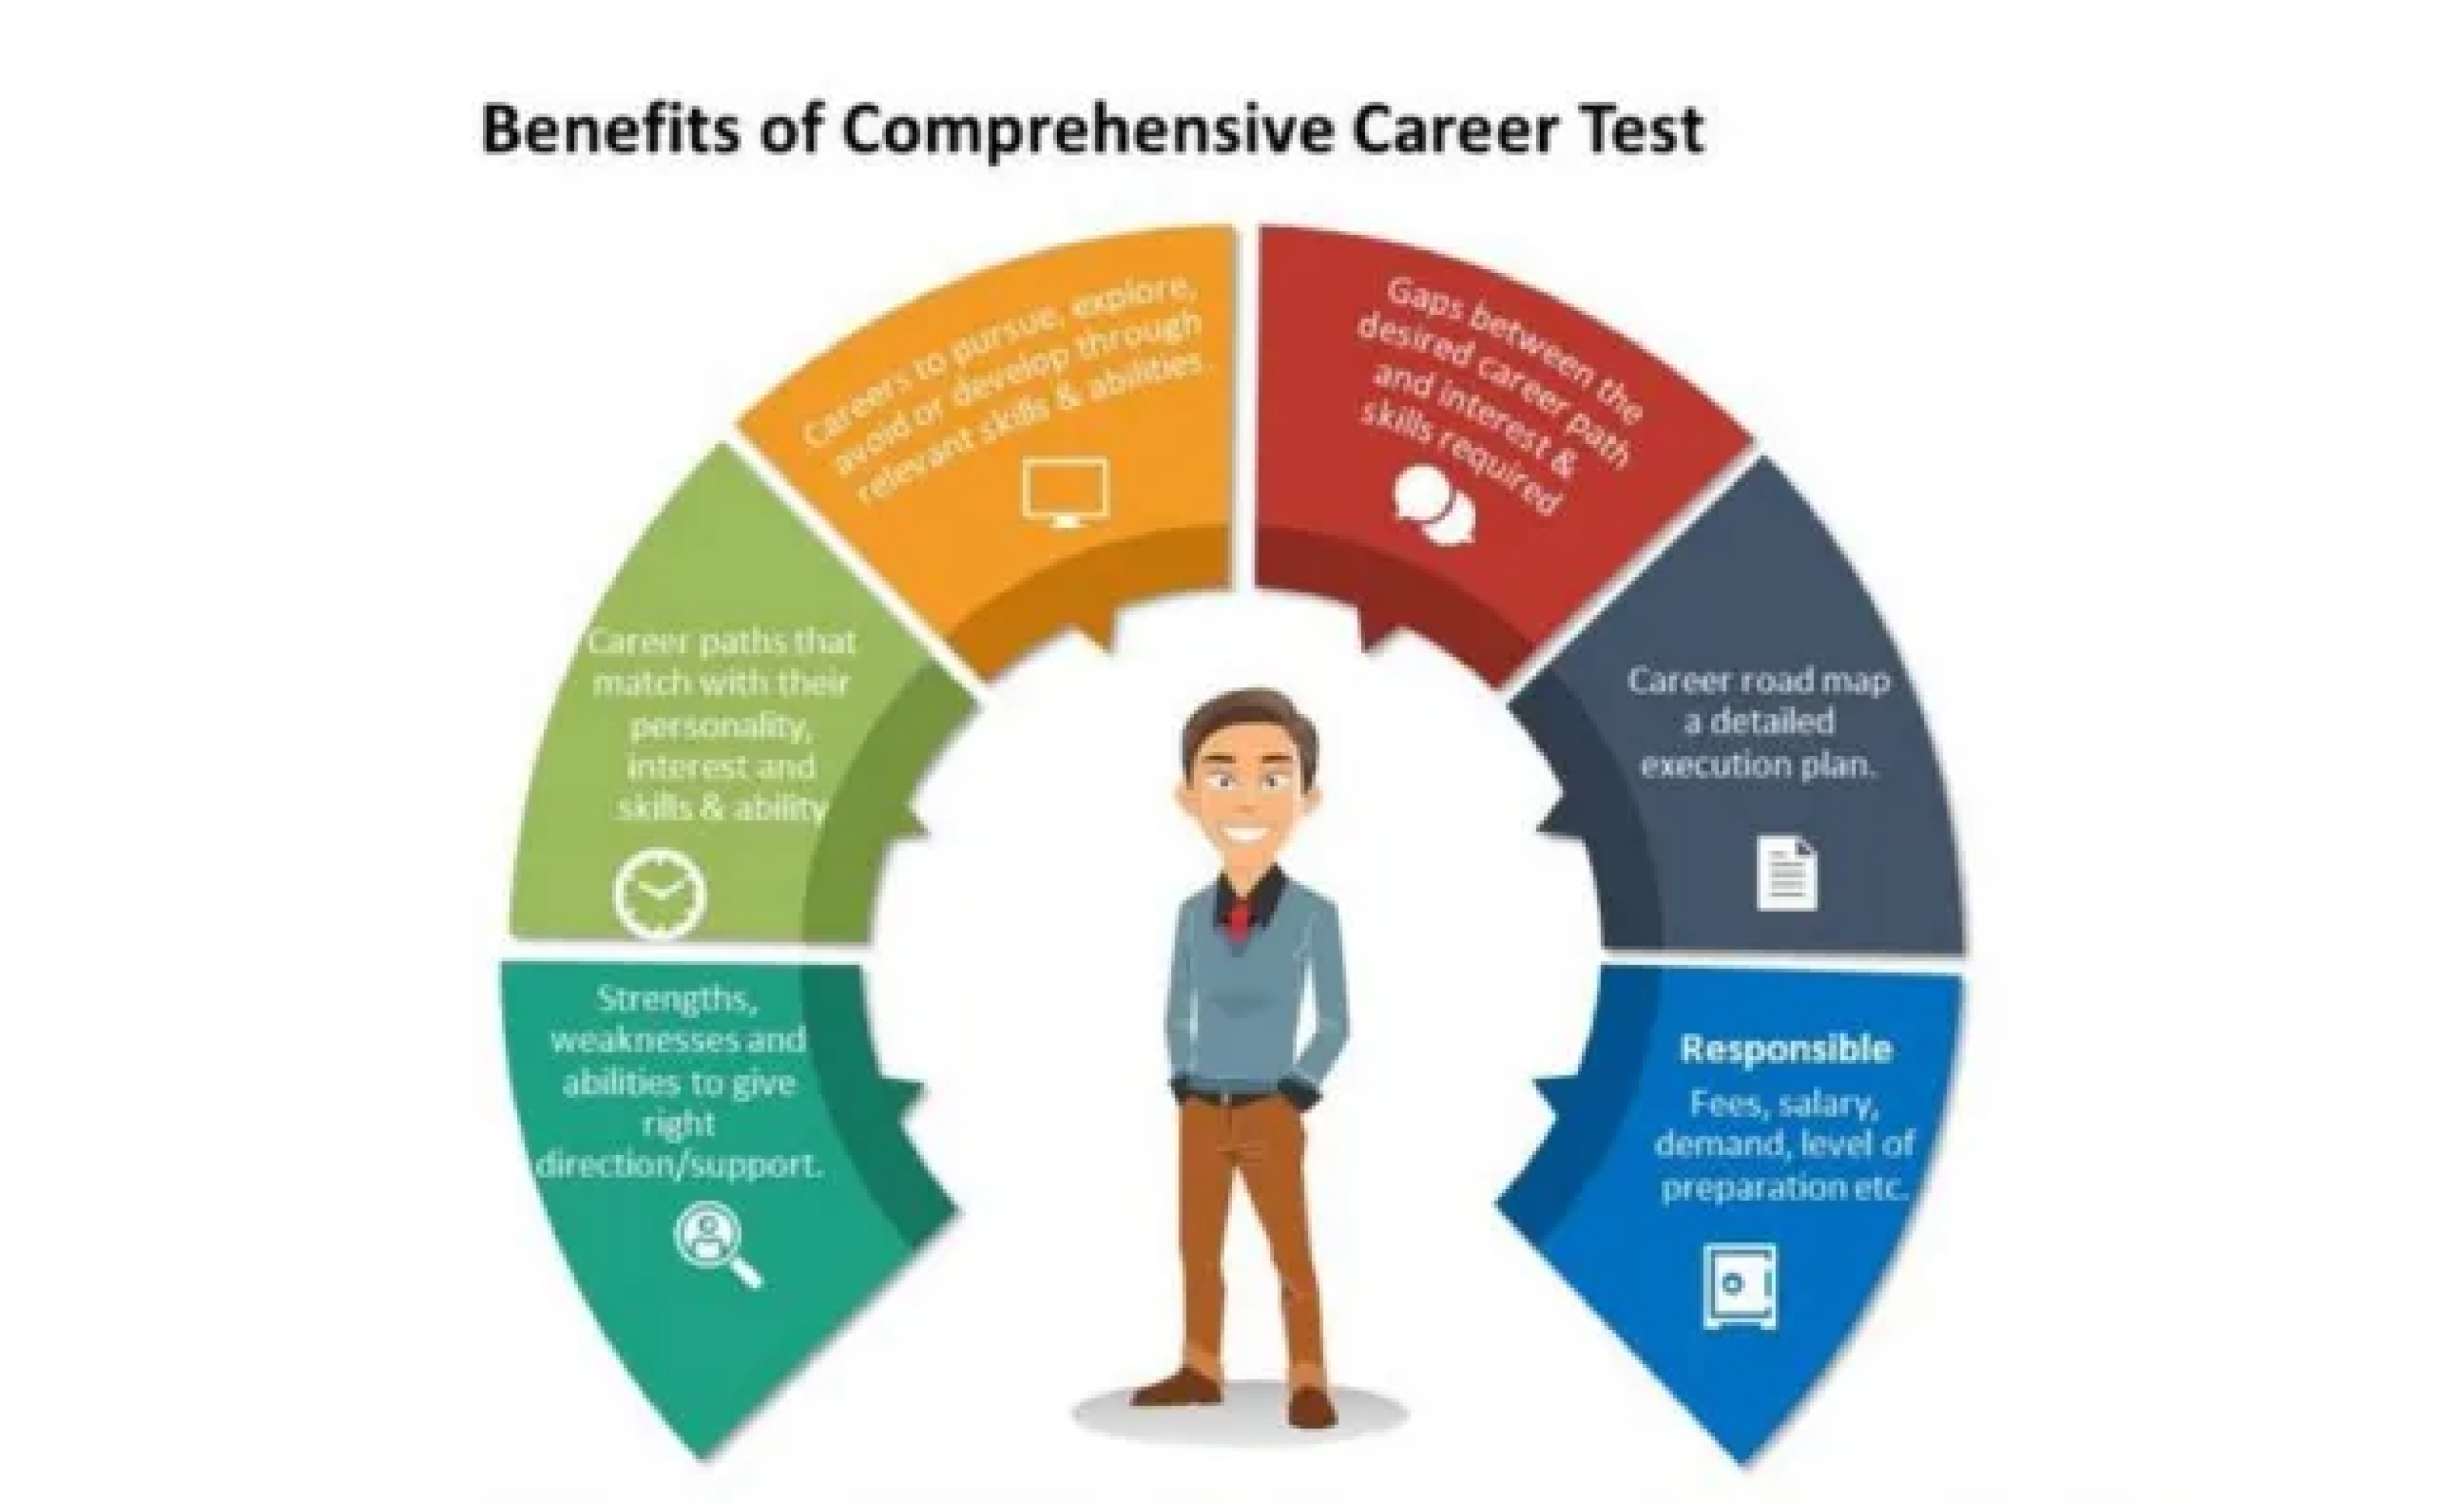 Benefits of Comprehensive Career Test
Strengths,
weaknesses and
abilities to give
right
direction/support.
Career paths that
match with their
personality,
interest and
skills & ability
Careers to pursue, explore,
avoid or develop through
relevant skills & abilities.
Gaps between the
desired career path
and interest &
skills required
Career road map
a detailed
execution plan.
Responsible
Fees, salary,
demand, level of
preparation etc.